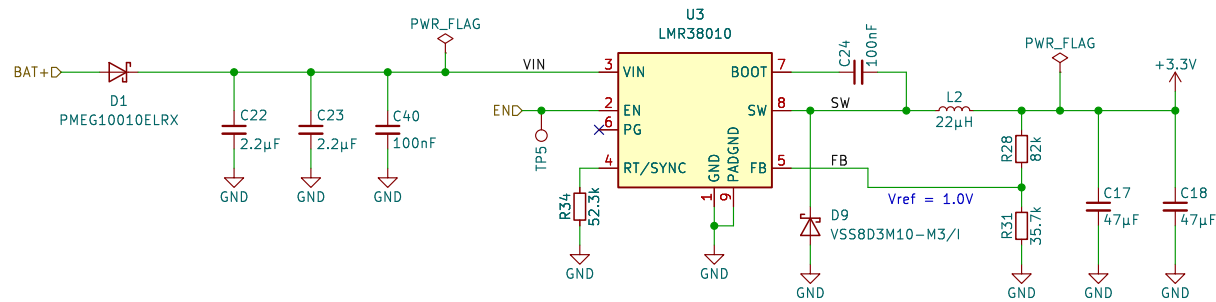 U3
LMR38010
PWR_FLAG
BAT+
D1
PMEG10010ELRX
VIN
C22
2.2µF
GND
C23
2.2µF
GND
C40
100nF
GND
EN
TP5
3
VIN
2
EN
6
PG
4
RT/SYNC
GND
1
PADGND
9
BOOT
7
SW
8
FB
5
R34
52.3k
GND
GND
C24
100nF
SW
FB
L2
22µH
PWR_FLAG
+3.3V
D9
VSS8D3M10-M3/I
GND
Vref = 1.0V
R28
82k
R31
35.7k
GND
C17
47µF
GND
C18
47µF
GND